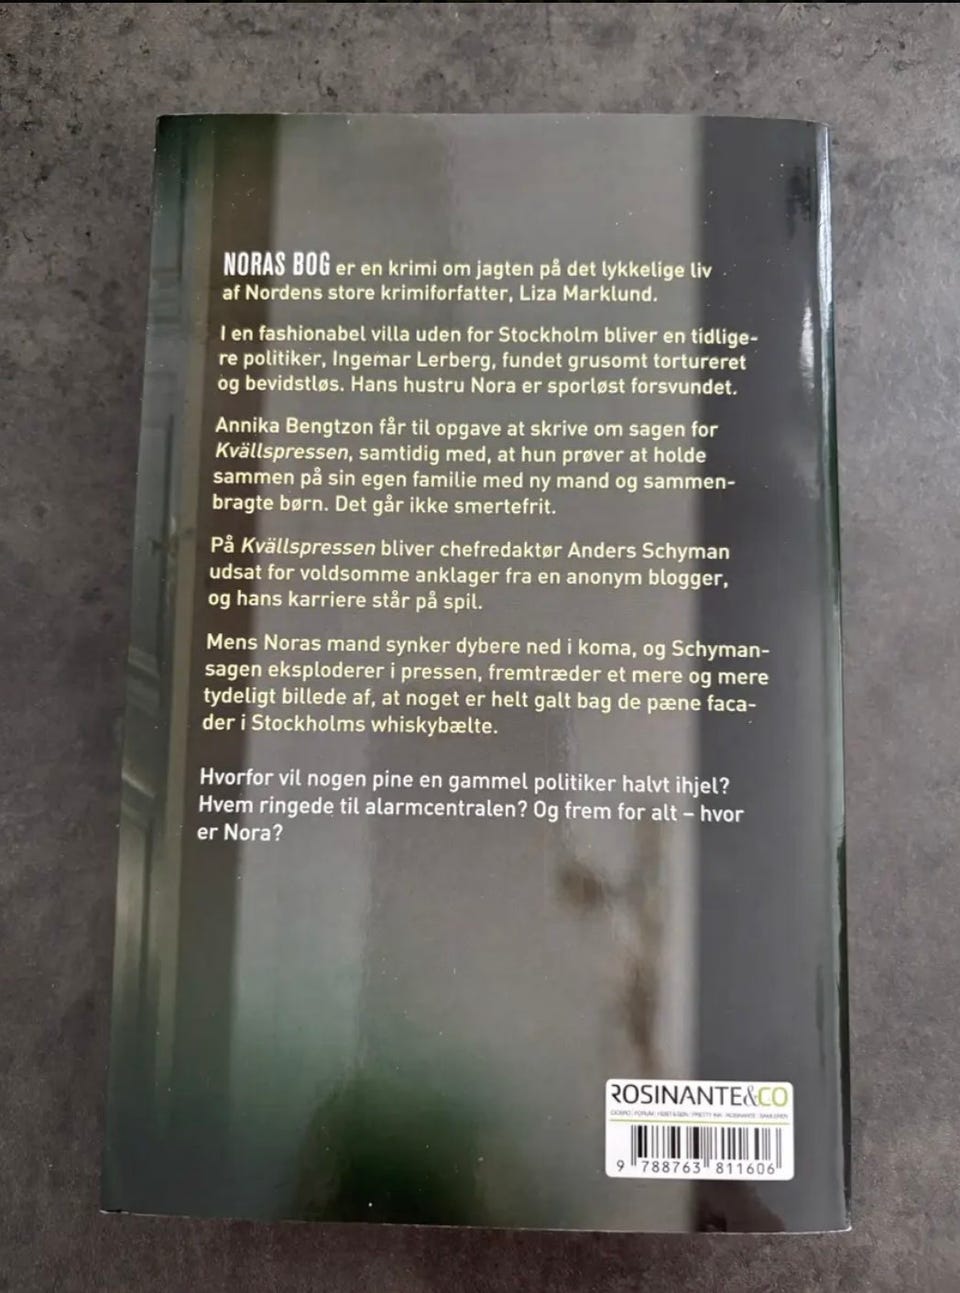 NORAS BOG er en krimi om jagten på det lykkelige liv
af Nordens store krimiforfatter, Liza Marklund.
I en fashionabel villa uden for Stockholm bliver en tidlige-
re politiker, Ingemar Lerberg, fundet grusomt tortureret
og bevidstløs. Hans hustru Nora er sporløst forsvundet.
Annika Bengtzon får til opgave at skrive om sagen for
Kvällspressen, samtidig med, at hun prøver at holde
sammen på sin egen familie med ny mand og sammen-
bragte børn. Det går ikke smertefrit.
På Kvällspressen bliver chefredaktør Anders Schyman
udsat for voldsomme anklager fra en anonym blogger,
og hans karriere står på spil.
Mens Noras mand synker dybere ned i koma, og Schyman-
sagen eksploderer i pressen, fremtræder et mere og mere
tydeligt billede af, at noget er helt galt bag de pæne faca-
der i Stockholms whiskybælte.
Hvorfor vil nogen pine en gammel politiker halvt ihjel?
Hvem ringede til alarmcentralen? Og frem for alt – hvor
er Nora?
ROSINANTE&CO
CICERO | FORUM | HØST & SØN | PRETTY INK | ROSINANTE | SAMLEREN
9 788763 811606